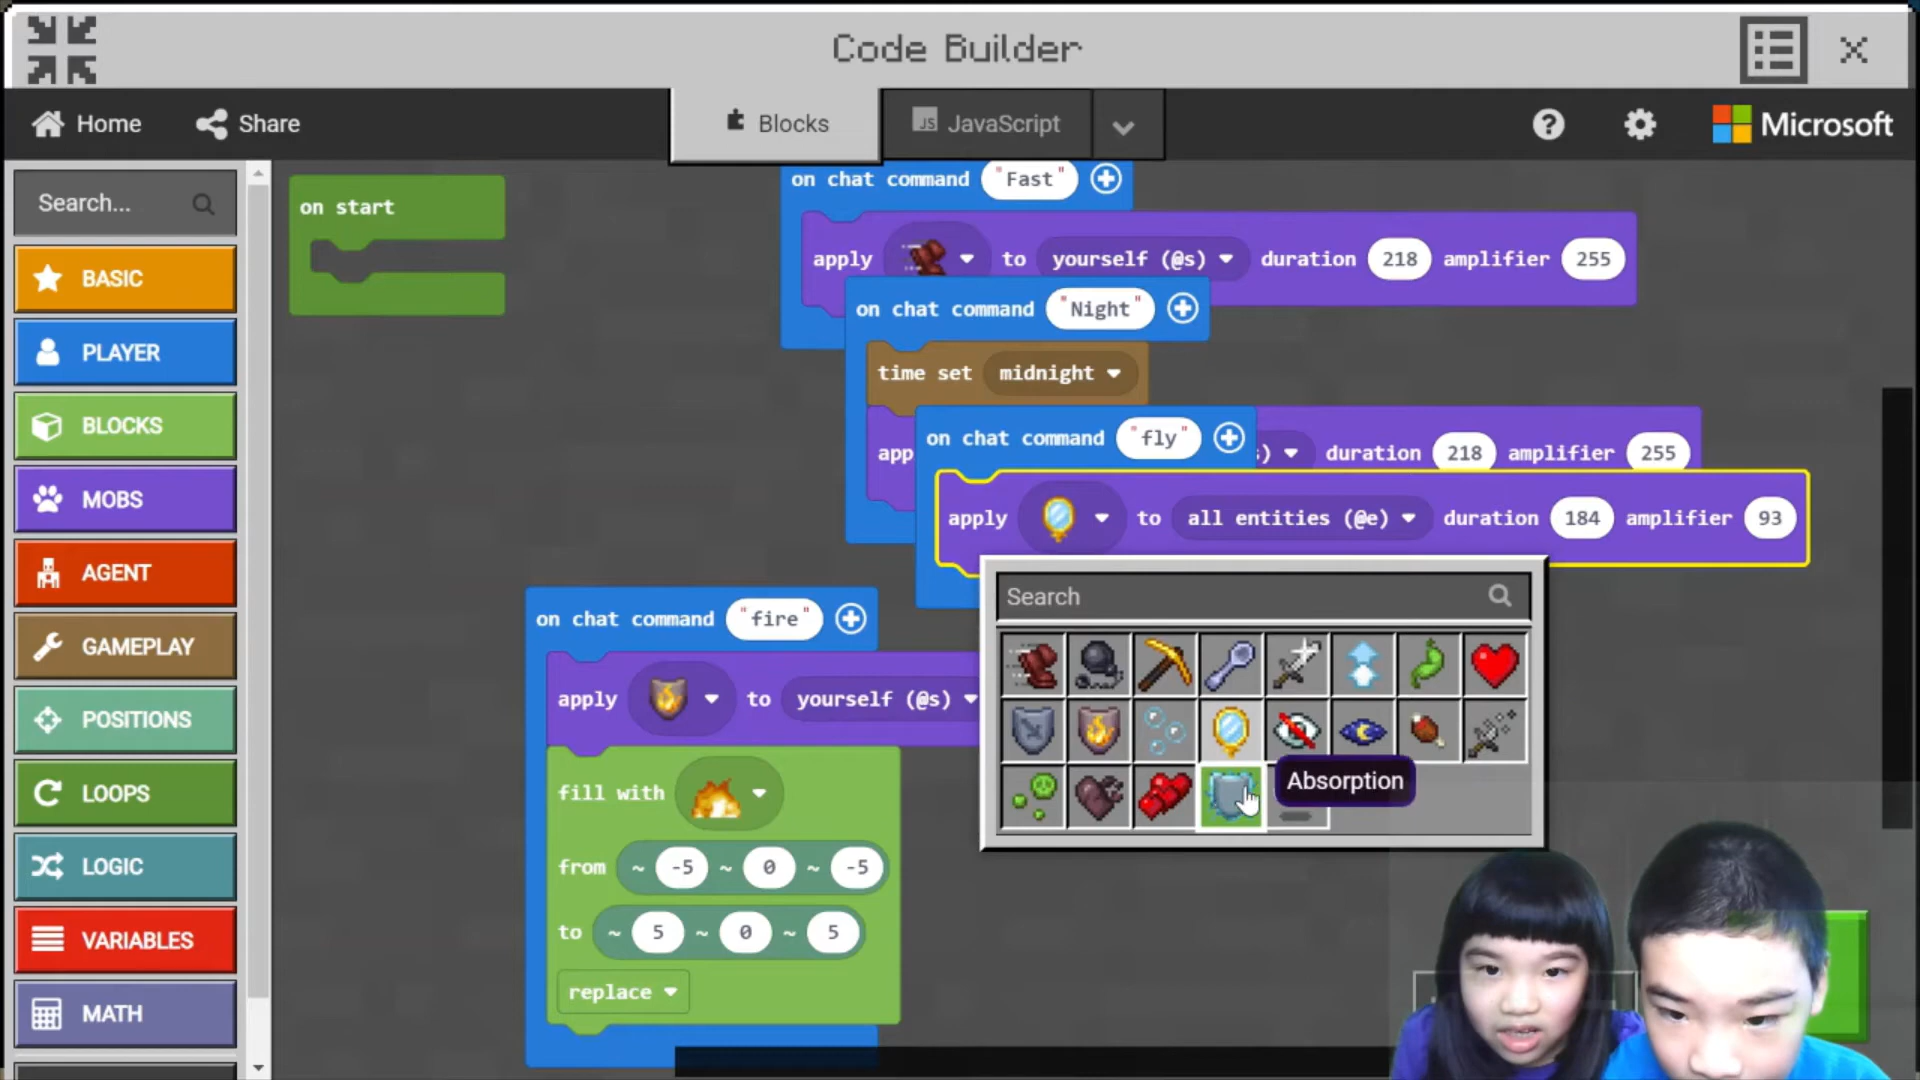 Code Builder
Home
Share
Blocks
JS JavaScript
Microsoft
Search...
BASIC
PLAYER
BLOCKS
MOBS
AGENT
GAMEPLAY
POSITIONS
LOOPS
LOGIC
VARIABLES
MATH
on start
on chat command "Fast"
apply to yourself (@s) duration 218 amplifier 255
on chat command "Night"
time set midnight
on chat command "fly"
app ) duration 218 amplifier 255
apply to all entities (@e) duration 184 amplifier 93
Search
Absorption
on chat command "fire"
apply to yourself (@s)
fill with
from ~ -5 ~ 0 ~ -5
to ~ 5 ~ 0 ~ 5
replace